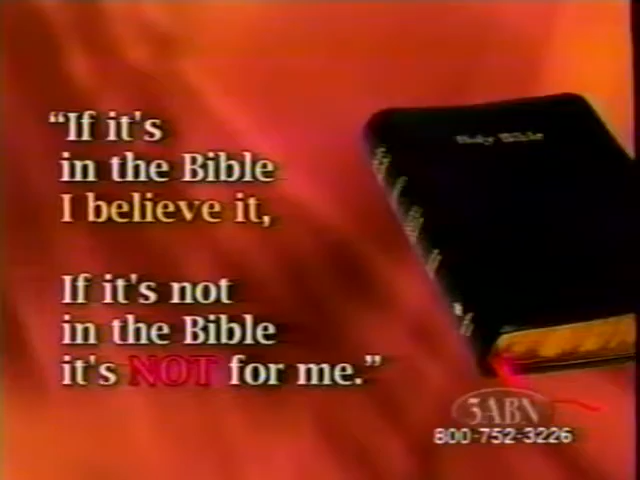 "If it's
in the Bible
I believe it,
If it's not
in the Bible
it's NOT for me."
Holy Bible
3ABN
800-752-3226